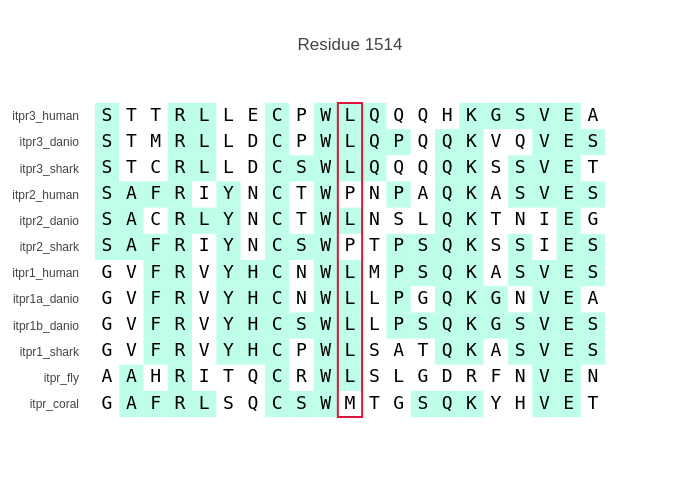 Residue 1514
itpr3_human S T T R L L E C P W L Q Q Q H K G S V E A
itpr3_danio S T M R L L D C P W L Q P Q Q K V Q V E S
itpr3_shark S T C R L L D C S W L Q Q Q Q K S S V E T
itpr2_human S A F R I Y N C T W P N P A Q K A S V E S
itpr2_danio S A C R L Y N C T W L N S L Q K T N I E G
itpr2_shark S A F R I Y N C S W P T P S Q K S S I E S
itpr1_human G V F R V Y H C N W L M P S Q K A S V E S
itpr1a_danio G V F R V Y H C N W L L P G Q K G N V E A
itpr1b_danio G V F R V Y H C S W L L P S Q K G S V E S
itpr1_shark G V F R V Y H C P W L S A T Q K A S V E S
itpr_fly A A H R I T Q C R W L S L G D R F N V E N
itpr_coral G A F R L S Q C S W M T G S Q K Y H V E T